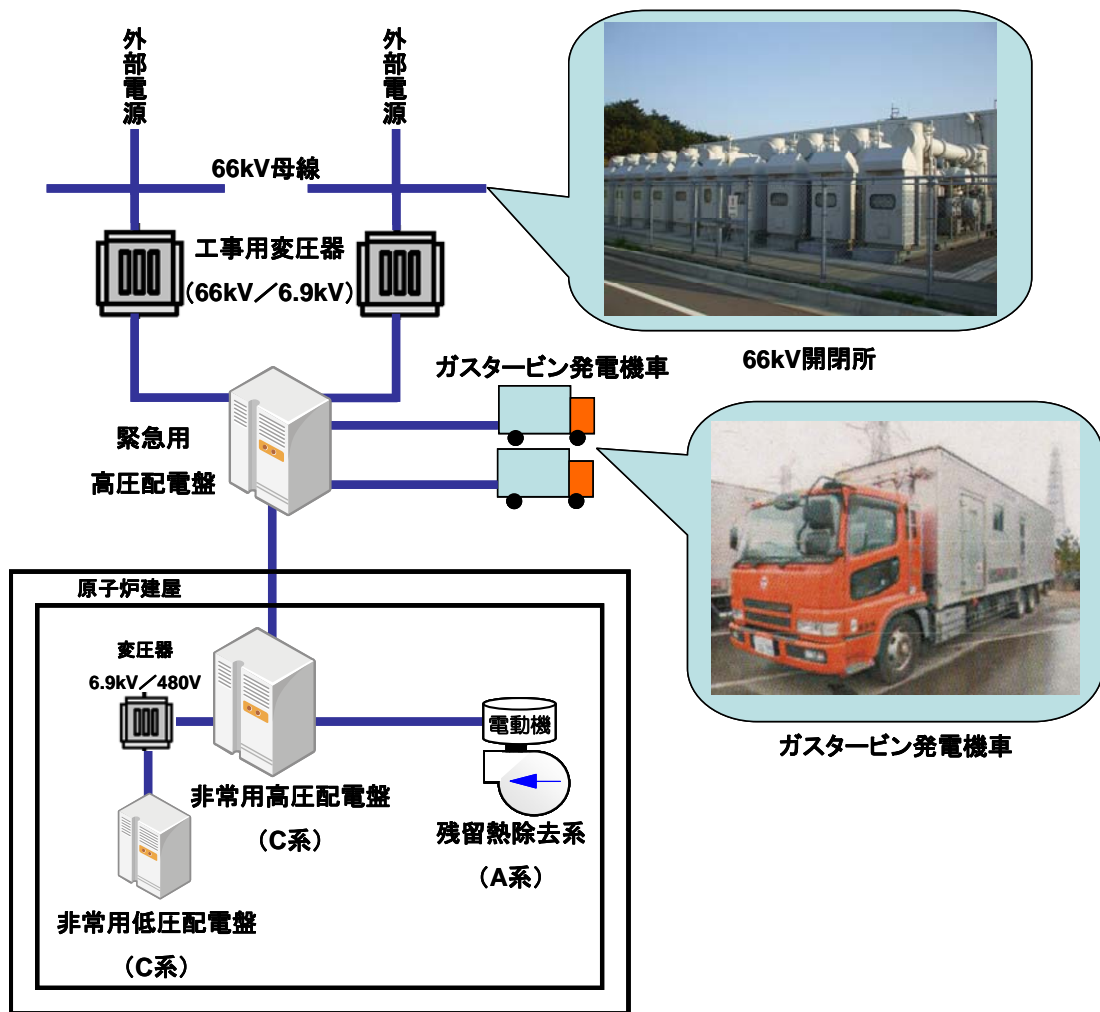 外部電源
外部電源
66kV母線
工事用変圧器
（66kV／6.9kV）
66kV開閉所
ガスタービン発電機車
緊急用
高圧配電盤
ガスタービン発電機車
原子炉建屋
変圧器
6.9kV／480V
電動機
非常用高圧配電盤
（C系）
残留熱除去系
（A系）
非常用低圧配電盤
（C系）